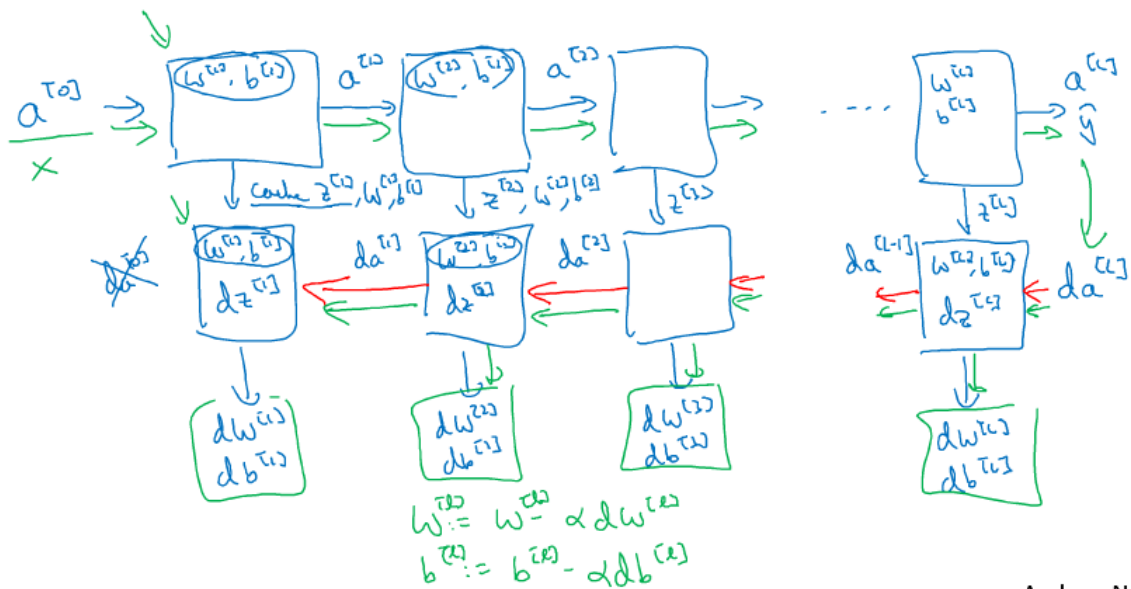 w^[1], b^[1]   a^[1]   w^[2], b^[2]   a^[2]   w^[L]   a^[L]
a^[0]   ....   b^[L]   ŷ
x
cache z^[1], w^[1], b^[1]   z^[2], w^[2], b^[2]   z^[3]   z^[L]
da^[0]   w^[1], b^[1]   da^[1]   w^[2], b^[2]   da^[2]   da^[L-1]   w^[L], b^[L]   da^[L]
dz^[1]   dz^[2]   dz^[L]
dw^[1]   dw^[2]   dw^[3]   dw^[L]
db^[1]   db^[2]   db^[3]   db^[L]
w^[l] := w^[l] - αdw^[l]
b^[l] := b^[l] - αdb^[l]